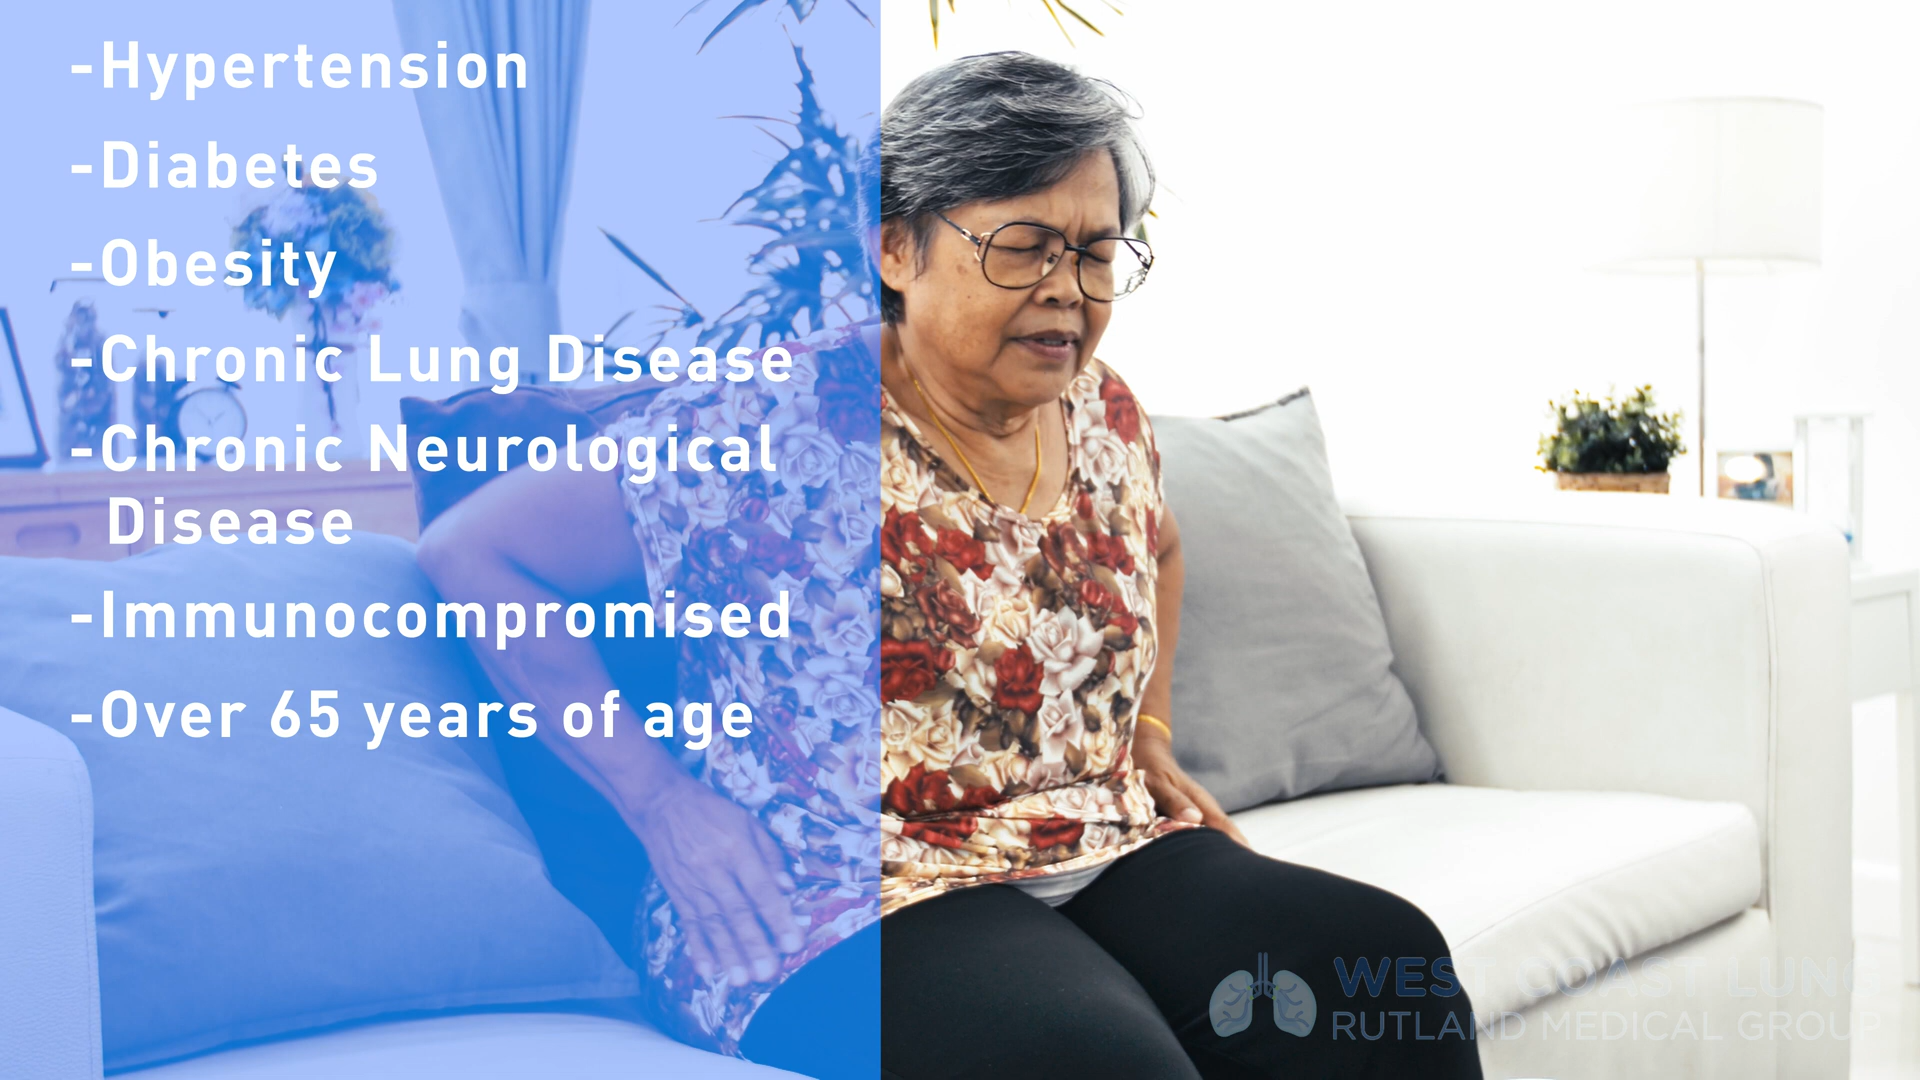 -Hypertension
-Diabetes
-Obesity
-Chronic Lung Disease
-Chronic Neurological
Disease
-Immunocompromised
-Over 65 years of age
WEST COAST LUNG
RUTLAND MEDICAL GROUP